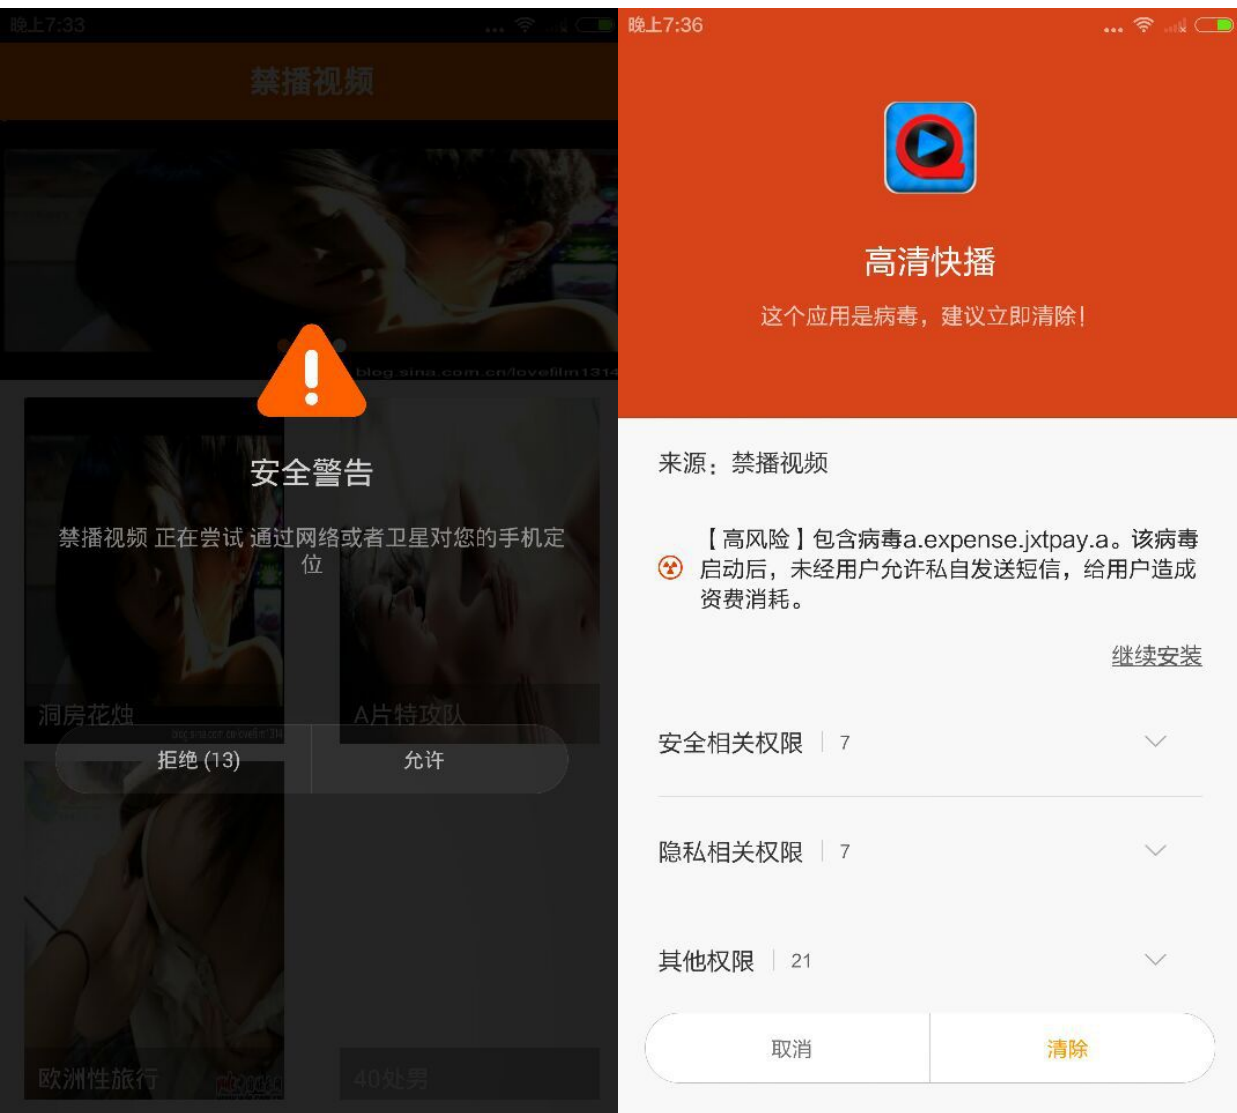 晚上7:33
禁播视频
blog.sina.com.cn/lovefilm1314
安全警告
禁播视频 正在尝试 通过网络或者卫星对您的手机定
位
洞房花烛
A片特攻队
拒绝 (13)
允许
欧洲性旅行
40处男
晚上7:36
高清快播
这个应用是病毒，建议立即清除！
来源：禁播视频
【高风险】包含病毒a.expense.jxtpay.a。该病毒
启动后，未经用户允许私自发送短信，给用户造成
资费消耗。
继续安装
安全相关权限 7
隐私相关权限 7
其他权限 21
取消
清除